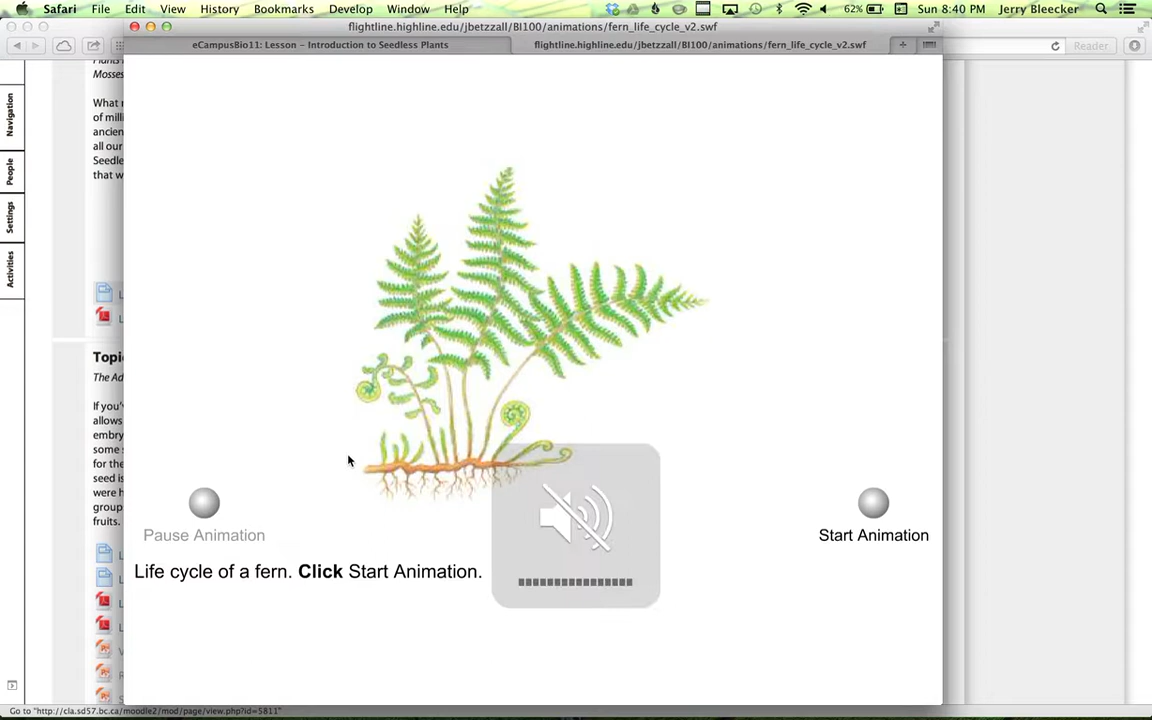 Safari File Edit View History Bookmarks Develop Window Help 62% Sun 8:40 PM Jerry Bleecker
flightline.highline.edu/jbetzzall/BI100/animations/fern_life_cycle_v2.swf
eCampusBio11: Lesson – Introduction to Seedless Plants flightline.highline.edu/jbetzzall/BI100/animations/fern_life_cycle_v2.swf
Reader
Navigation
People
Settings
Activities
Mosses
What
of mill
ancien
all our
Seedle
that w
Topi
The Ad
If you'
allows
embry
some
for the
seed is
were h
group
fruits.
Pause Animation
Start Animation
Life cycle of a fern. Click Start Animation.
Go to "http://cla.sd57.bc.ca/moodle2/mod/page/view.php?id=5811"